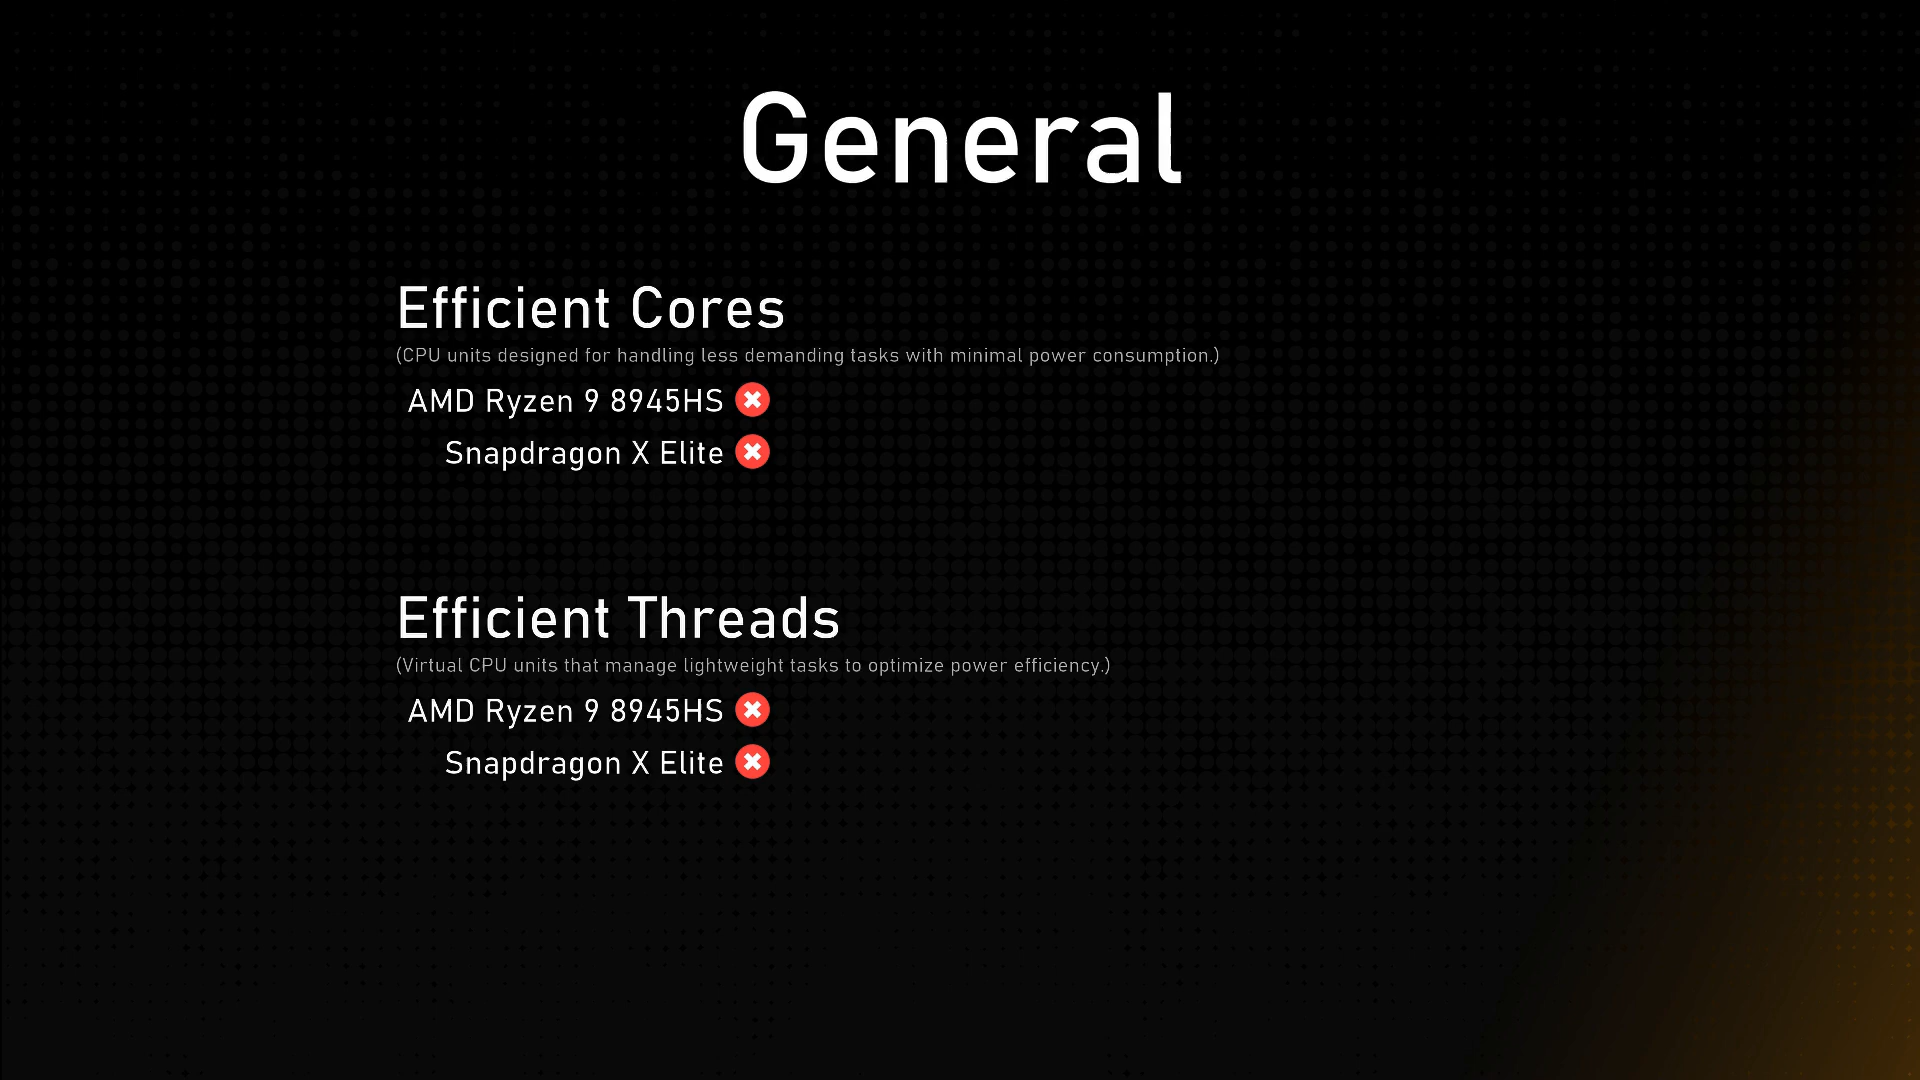 General
Efficient Cores
(CPU units designed for handling less demanding tasks with minimal power consumption.)
AMD Ryzen 9 8945HS
Snapdragon X Elite
Efficient Threads
(Virtual CPU units that manage lightweight tasks to optimize power efficiency.)
AMD Ryzen 9 8945HS
Snapdragon X Elite